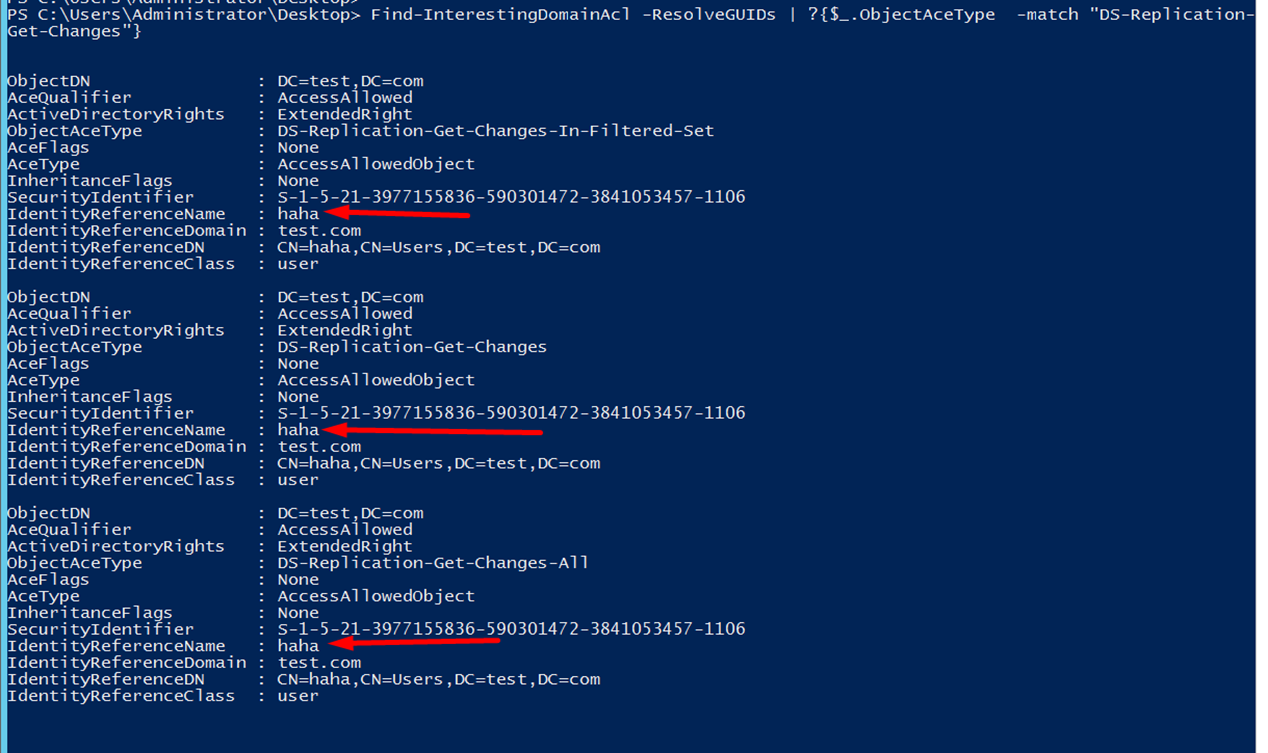 PS C:\Users\Administrator\Desktop>
PS C:\Users\Administrator\Desktop> Find-InterestingDomainAcl -ResolveGUIDs | ?{$_.ObjectAceType  -match "DS-Replication-
Get-Changes"}
ObjectDN                : DC=test,DC=com
AceQualifier            : AccessAllowed
ActiveDirectoryRights   : ExtendedRight
ObjectAceType           : DS-Replication-Get-Changes-In-Filtered-Set
AceFlags                : None
AceType                 : AccessAllowedObject
InheritanceFlags        : None
SecurityIdentifier      : S-1-5-21-3977155836-590301472-3841053457-1106
IdentityReferenceName   : haha
IdentityReferenceDomain : test.com
IdentityReferenceDN     : CN=haha,CN=Users,DC=test,DC=com
IdentityReferenceClass  : user
ObjectDN                : DC=test,DC=com
AceQualifier            : AccessAllowed
ActiveDirectoryRights   : ExtendedRight
ObjectAceType           : DS-Replication-Get-Changes
AceFlags                : None
AceType                 : AccessAllowedObject
InheritanceFlags        : None
SecurityIdentifier      : S-1-5-21-3977155836-590301472-3841053457-1106
IdentityReferenceName   : haha
IdentityReferenceDomain : test.com
IdentityReferenceDN     : CN=haha,CN=Users,DC=test,DC=com
IdentityReferenceClass  : user
ObjectDN                : DC=test,DC=com
AceQualifier            : AccessAllowed
ActiveDirectoryRights   : ExtendedRight
ObjectAceType           : DS-Replication-Get-Changes-All
AceFlags                : None
AceType                 : AccessAllowedObject
InheritanceFlags        : None
SecurityIdentifier      : S-1-5-21-3977155836-590301472-3841053457-1106
IdentityReferenceName   : haha
IdentityReferenceDomain : test.com
IdentityReferenceDN     : CN=haha,CN=Users,DC=test,DC=com
IdentityReferenceClass  : user